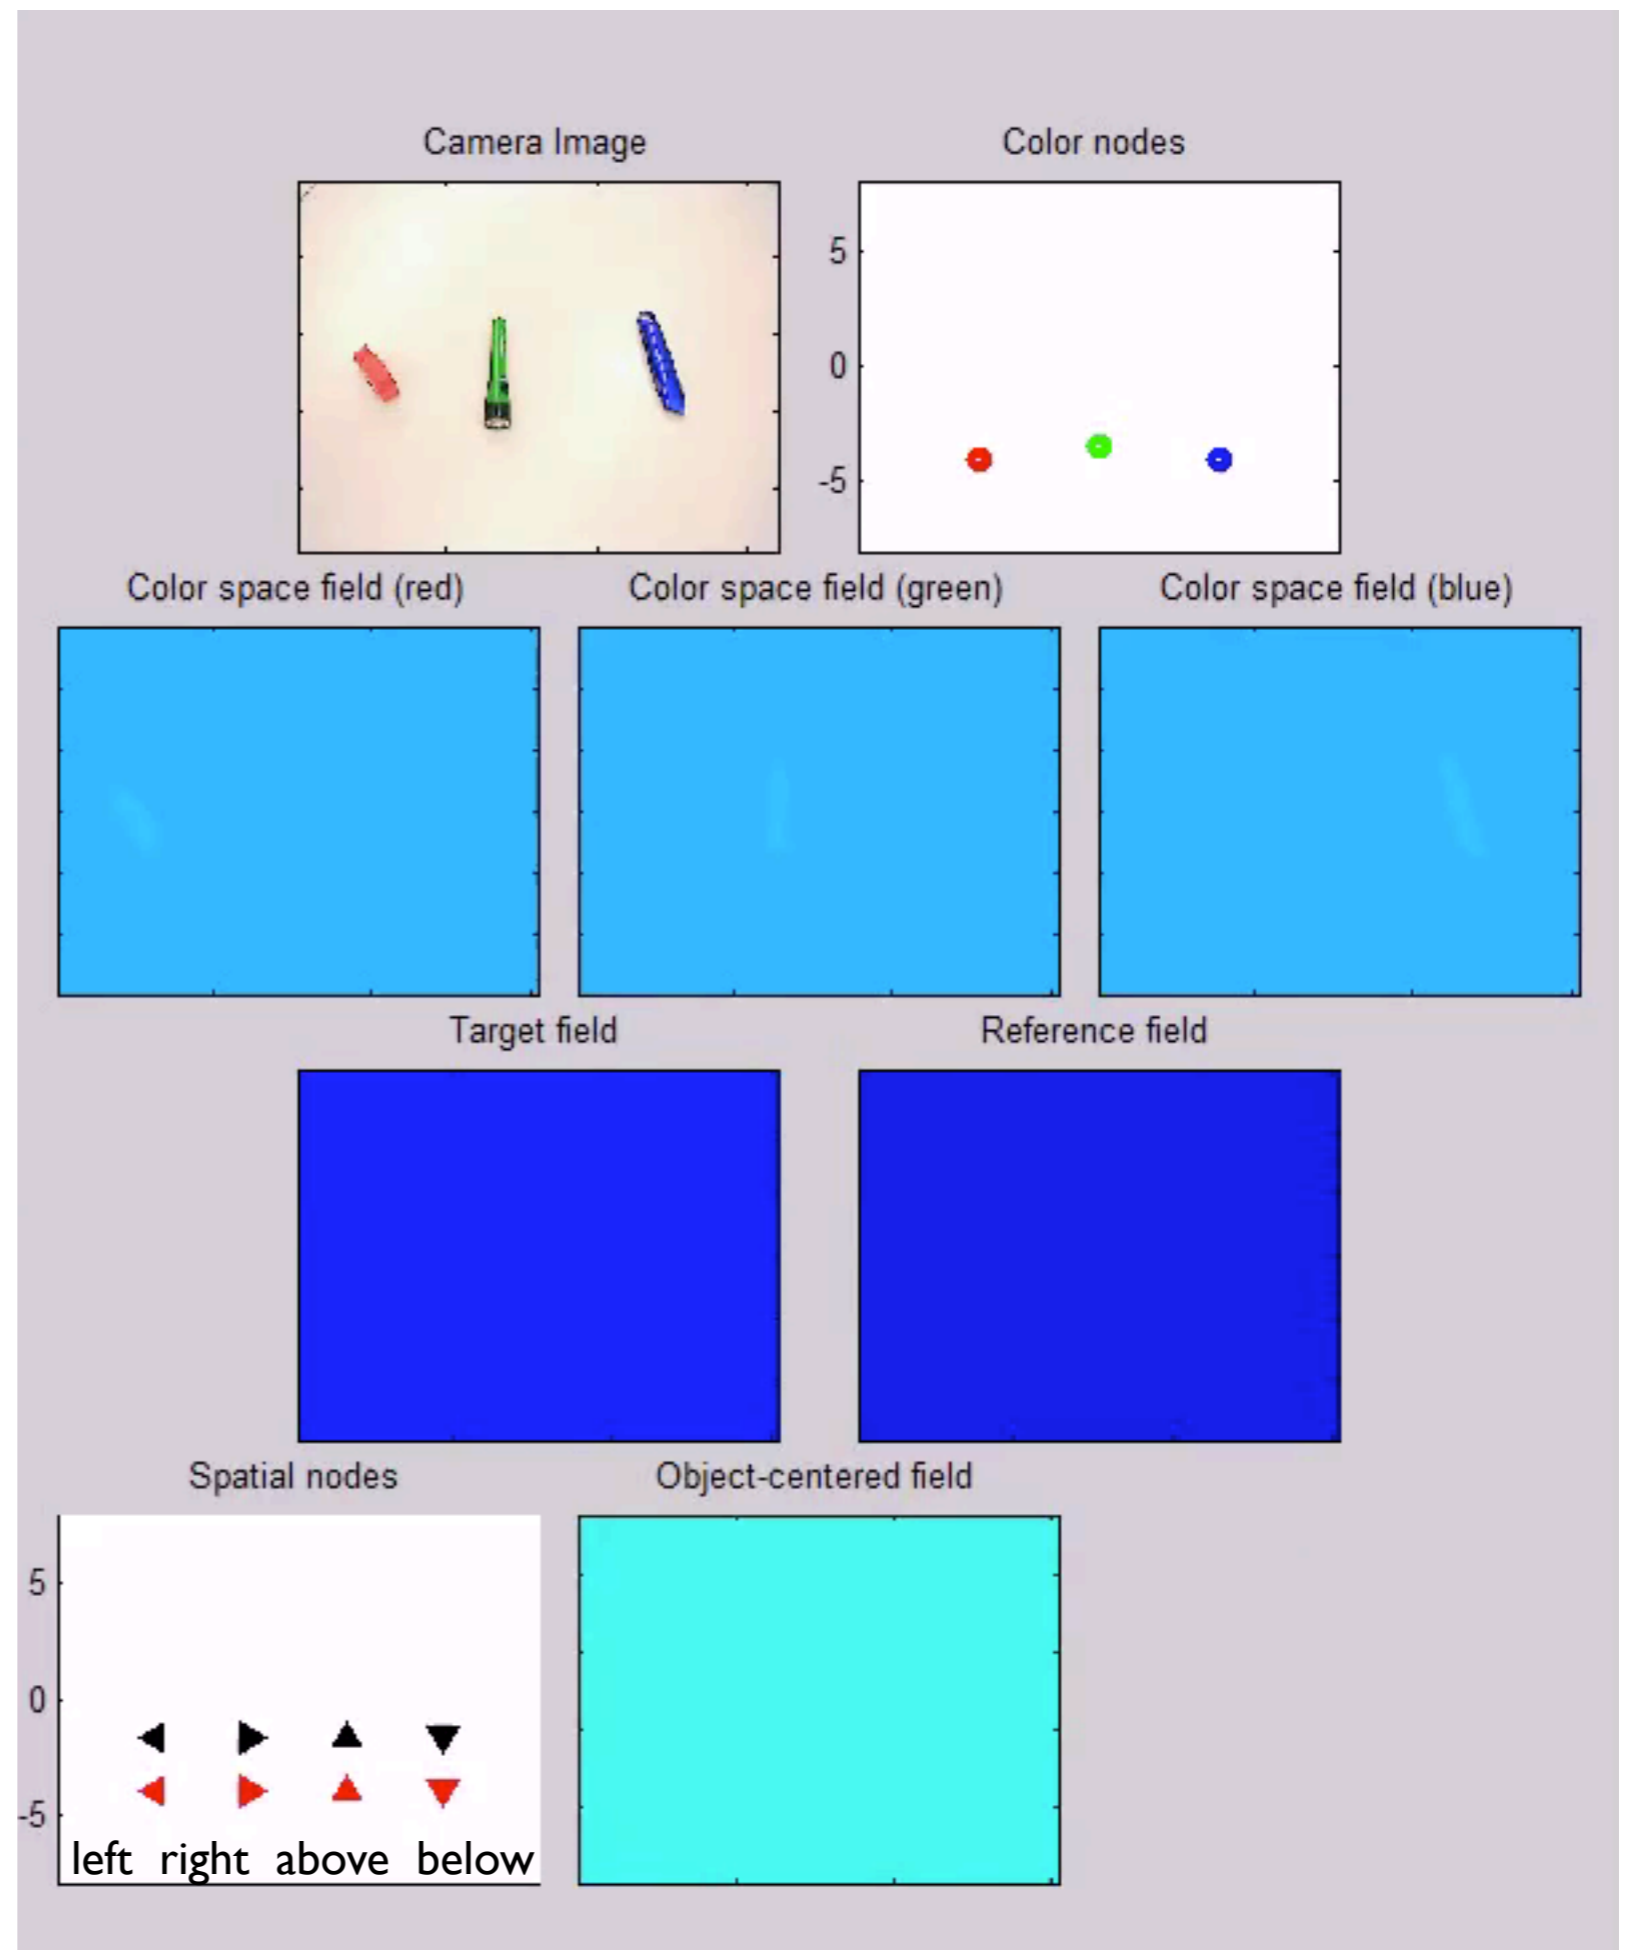 Camera Image
Color nodes
5
0
-5
Color space field (red)
Color space field (green)
Color space field (blue)
Target field
Reference field
Spatial nodes
Object-centered field
5
0
-5
left right above below